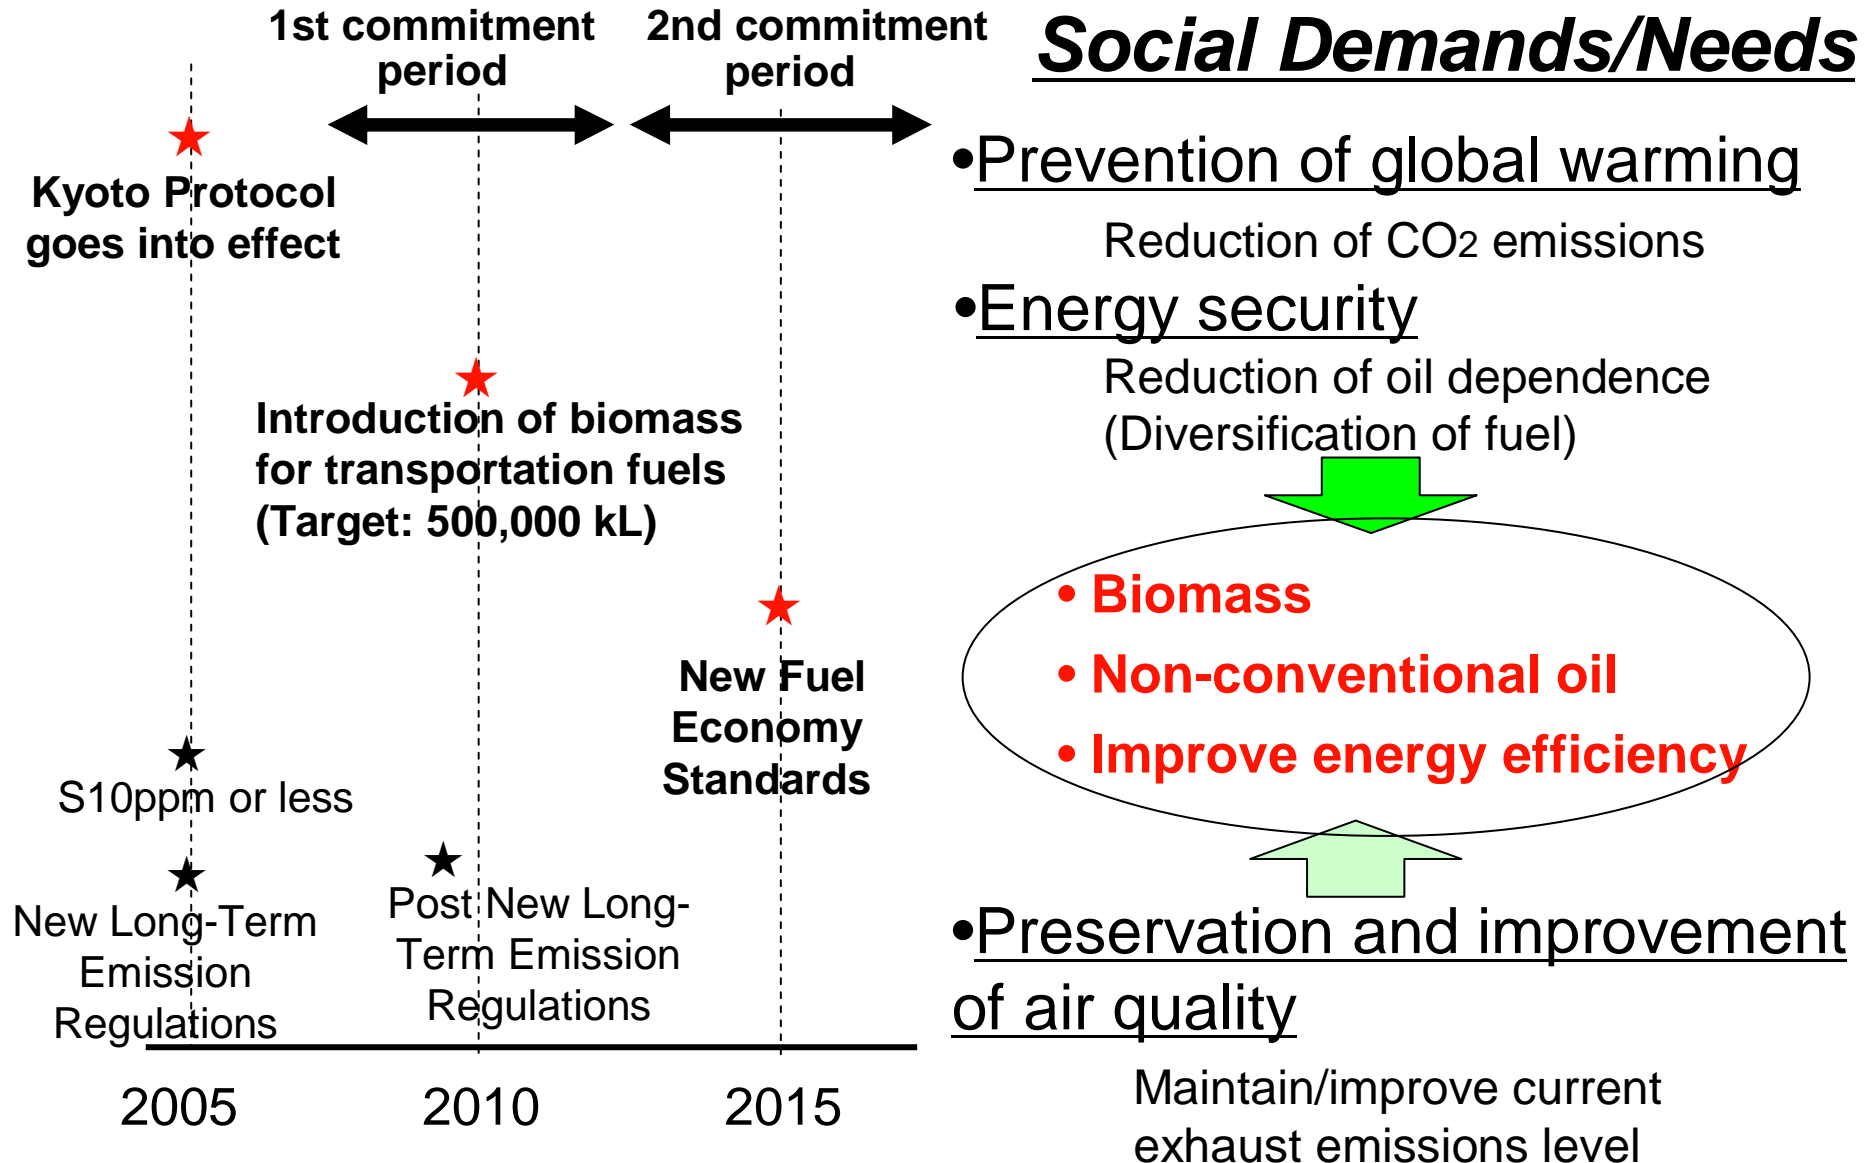 1st commitment
period
2nd commitment
period
Kyoto Protocol
goes into effect
Introduction of biomass
for transportation fuels
(Target: 500,000 kL)
New Fuel
Economy
Standards
S10ppm or less
New Long-Term
Emission
Regulations
Post New Long-
Term Emission
Regulations
2005
2010
2015
Social Demands/Needs
•Prevention of global warming
Reduction of CO2 emissions
•Energy security
Reduction of oil dependence
(Diversification of fuel)
• Biomass
• Non-conventional oil
• Improve energy efficiency
•Preservation and improvement
of air quality
Maintain/improve current
exhaust emissions level